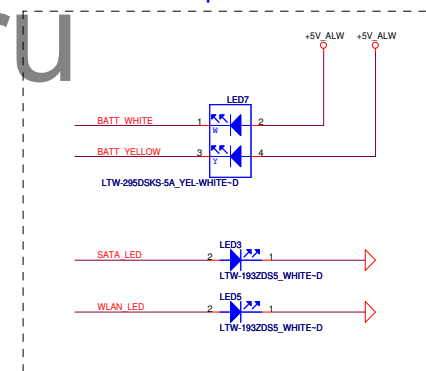 ru
+5V_ALW +5V_ALW
LED7
BATT_WHITE 1 W 2
BATT_YELLOW 3 Y 4
LTW-295DSKS-5A_YEL-WHITE~D
LED3
SATA_LED 2 1
LTW-193ZDS5_WHITE~D
LED5
WLAN_LED 2 1
LTW-193ZDS5_WHITE~D